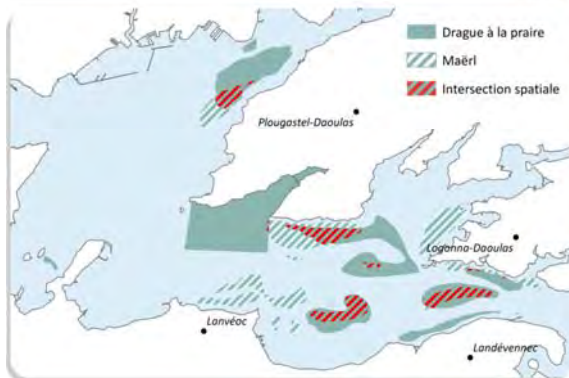 Drague à la praire
Maërl
Intersection spatiale
Plougastel-Daoulas
Logonna-Daoulas
Lanvéoc
Landévennec